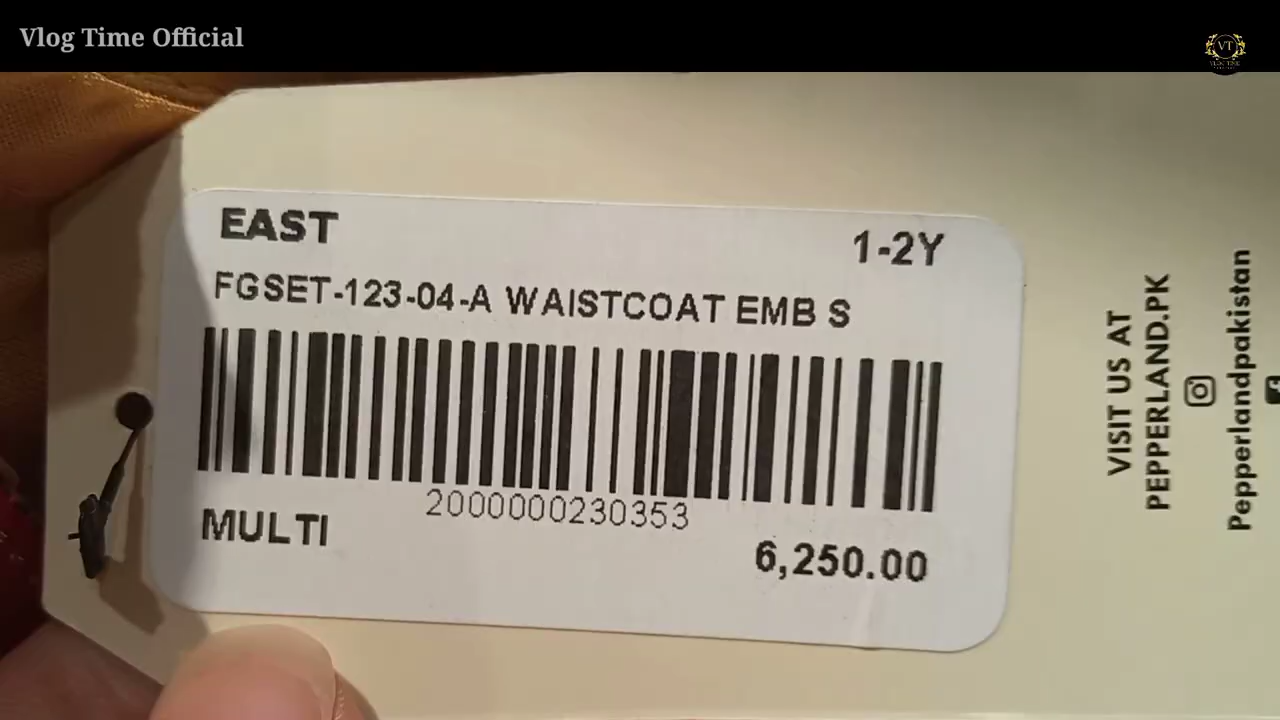 Vlog Time Official
VT
EAST
1-2Y
FGSET-123-04-A WAISTCOAT EMB S
2000000230353
MULTI
6,250.00
VISIT US AT
PEPPERLAND.PK
Pepperlandpakistan